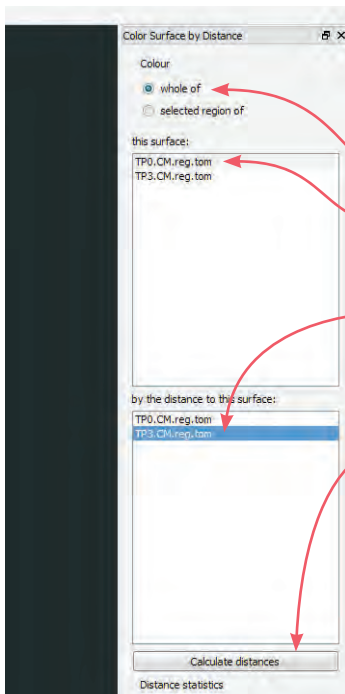 Color Surface by Distance
Colour
whole of
selected region of
this surface:
TP0.CM.reg.tom
TP3.CM.reg.tom
by the distance to this surface:
TP0.CM.reg.tom
TP3.CM.reg.tom
Calculate distances
Distance statistics